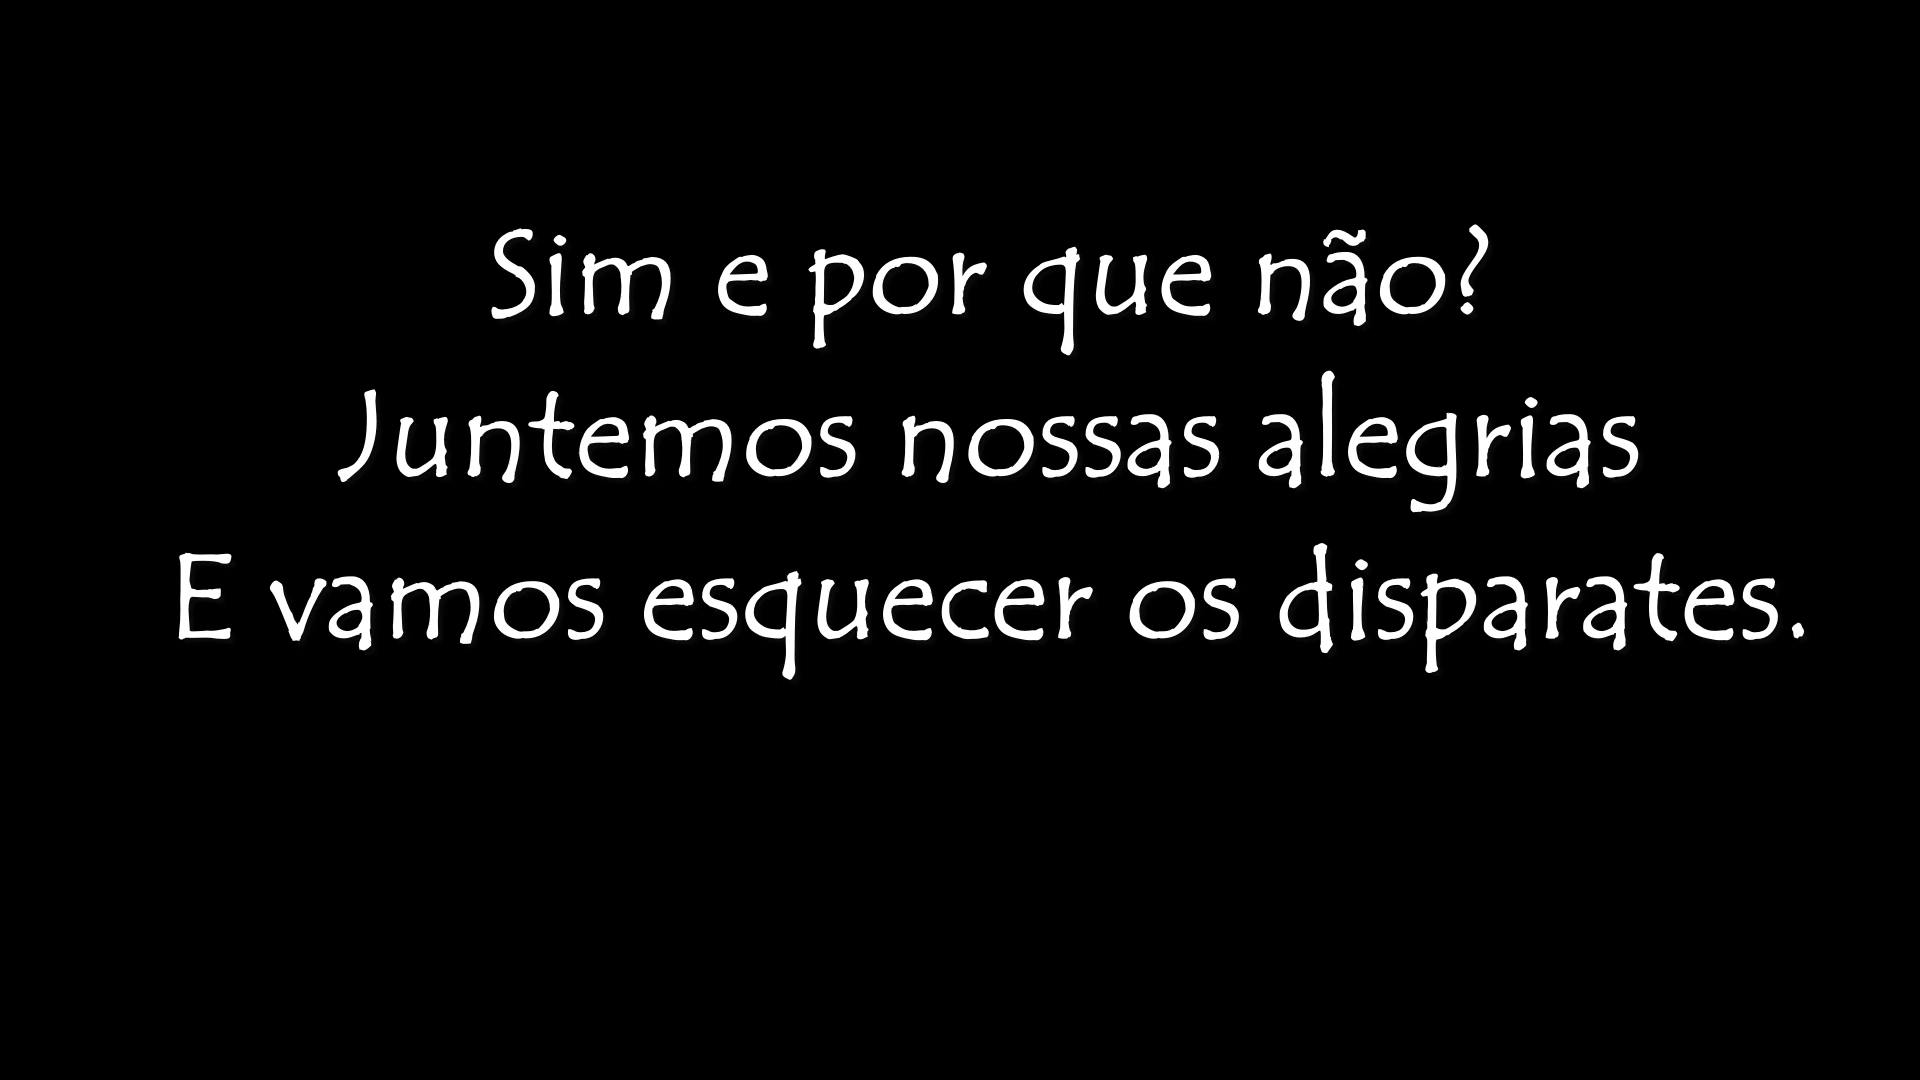 Sim e por que não?
Juntemos nossas alegrias
E vamos esquecer os disparates.